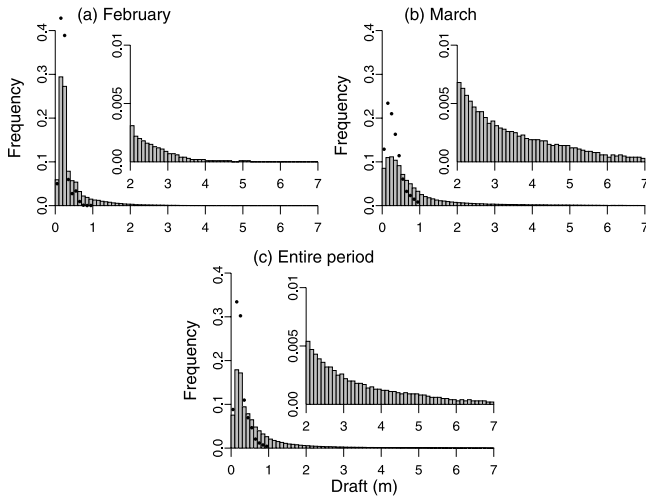 (a) February
Frequency
0.0 0.1 0.2 0.3 0.4
0 1 2 3 4 5 6 7
0.00 0.005 0.01
2 3 4 5 6 7
(b) March
Frequency
0.0 0.1 0.2 0.3 0.4
0 1 2 3 4 5 6 7
0.00 0.005 0.01
2 3 4 5 6 7
(c) Entire period
Frequency
0.0 0.1 0.2 0.3 0.4
0 1 2 3 4 5 6 7
0.00 0.005 0.01
2 3 4 5 6 7
Draft (m)